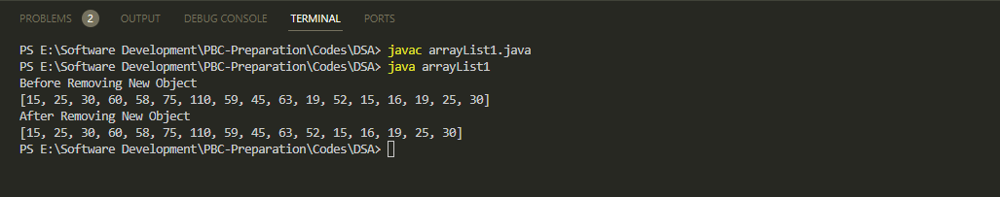 PROBLEMS 2 OUTPUT DEBUG CONSOLE TERMINAL PORTS
PS E:\Software Development\PBC-Preparation\Codes\DSA> javac arrayList1.java
PS E:\Software Development\PBC-Preparation\Codes\DSA> java arrayList1
Before Removing New Object
[15, 25, 30, 60, 58, 75, 110, 59, 45, 63, 19, 52, 15, 16, 19, 25, 30]
After Removing New Object
[15, 25, 30, 60, 58, 75, 110, 59, 45, 63, 52, 15, 16, 19, 25, 30]
PS E:\Software Development\PBC-Preparation\Codes\DSA>